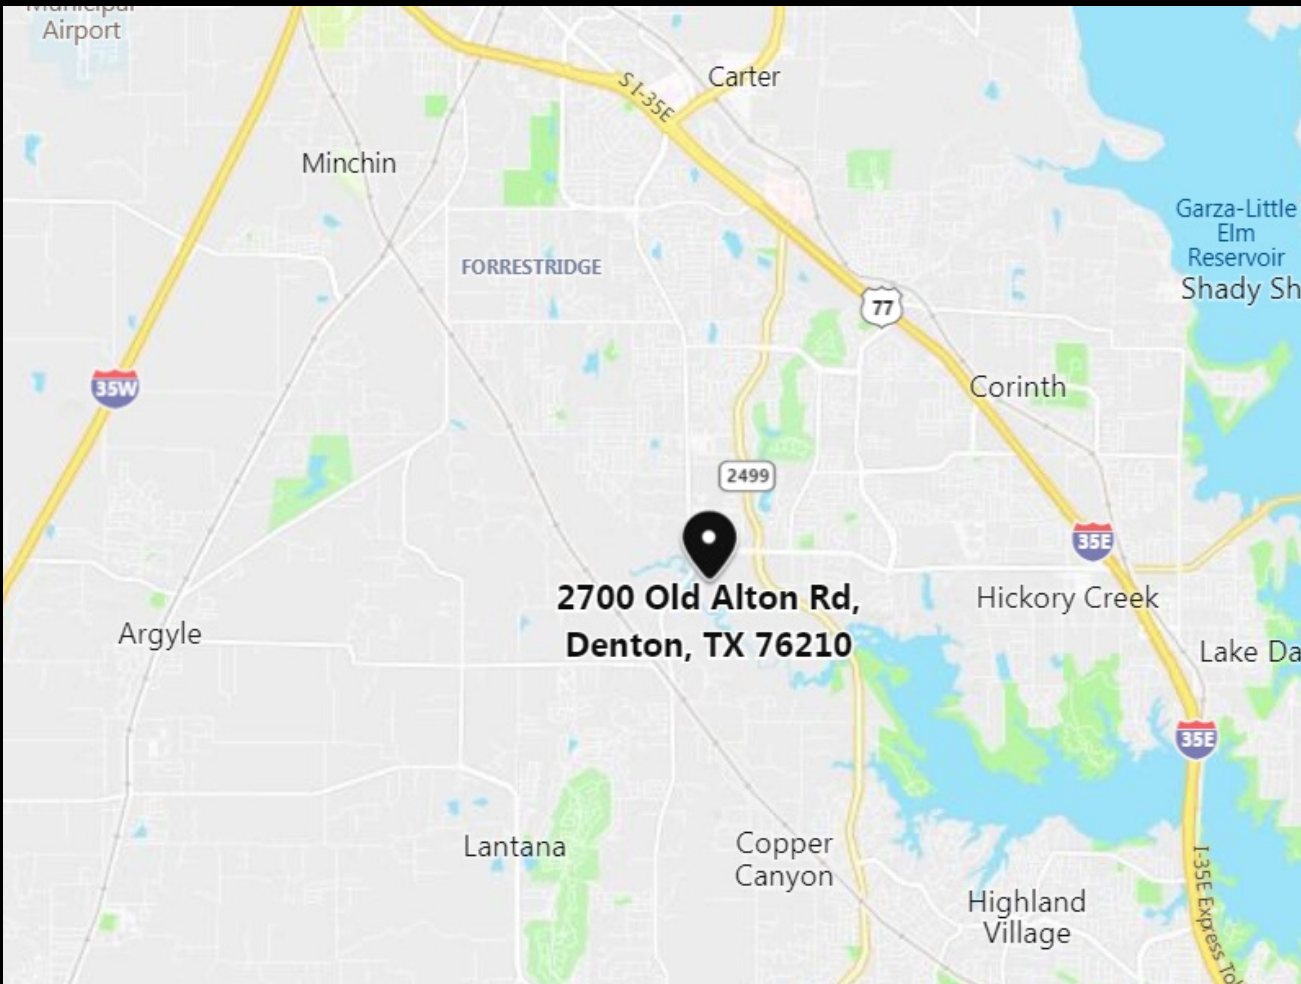 Airport
Carter
S I-35E
Minchin
Garza-Little
Elm
Reservoir
Shady Sh
FORRESTRIDGE
77
35W
Corinth
2499
35E
2700 Old Alton Rd,
Denton, TX 76210
Hickory Creek
Argyle
Lake Da
35E
Lantana
Copper
Canyon
Highland
Village
I-35E Express Tol